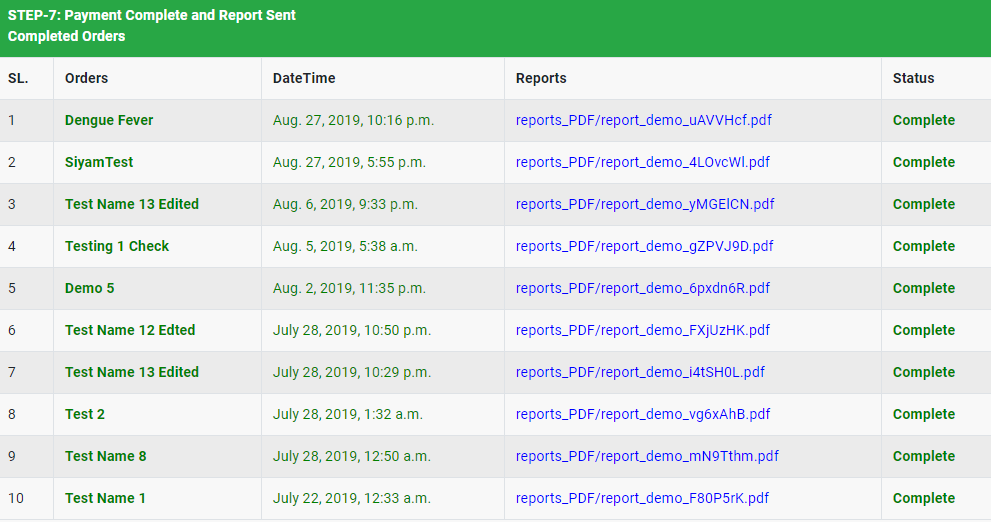 STEP-7: Payment Complete and Report Sent
Completed Orders
SL. Orders DateTime Reports Status
1 Dengue Fever Aug. 27, 2019, 10:16 p.m. reports_PDF/report_demo_uAVVHcf.pdf Complete
2 SiyamTest Aug. 27, 2019, 5:55 p.m. reports_PDF/report_demo_4LOvcWl.pdf Complete
3 Test Name 13 Edited Aug. 6, 2019, 9:33 p.m. reports_PDF/report_demo_yMGElCN.pdf Complete
4 Testing 1 Check Aug. 5, 2019, 5:38 a.m. reports_PDF/report_demo_gZPVJ9D.pdf Complete
5 Demo 5 Aug. 2, 2019, 11:35 p.m. reports_PDF/report_demo_6pxdn6R.pdf Complete
6 Test Name 12 Edted July 28, 2019, 10:50 p.m. reports_PDF/report_demo_FXjUzHK.pdf Complete
7 Test Name 13 Edited July 28, 2019, 10:29 p.m. reports_PDF/report_demo_i4tSH0L.pdf Complete
8 Test 2 July 28, 2019, 1:32 a.m. reports_PDF/report_demo_vg6xAhB.pdf Complete
9 Test Name 8 July 28, 2019, 12:50 a.m. reports_PDF/report_demo_mN9Tthm.pdf Complete
10 Test Name 1 July 22, 2019, 12:33 a.m. reports_PDF/report_demo_F80P5rK.pdf Complete